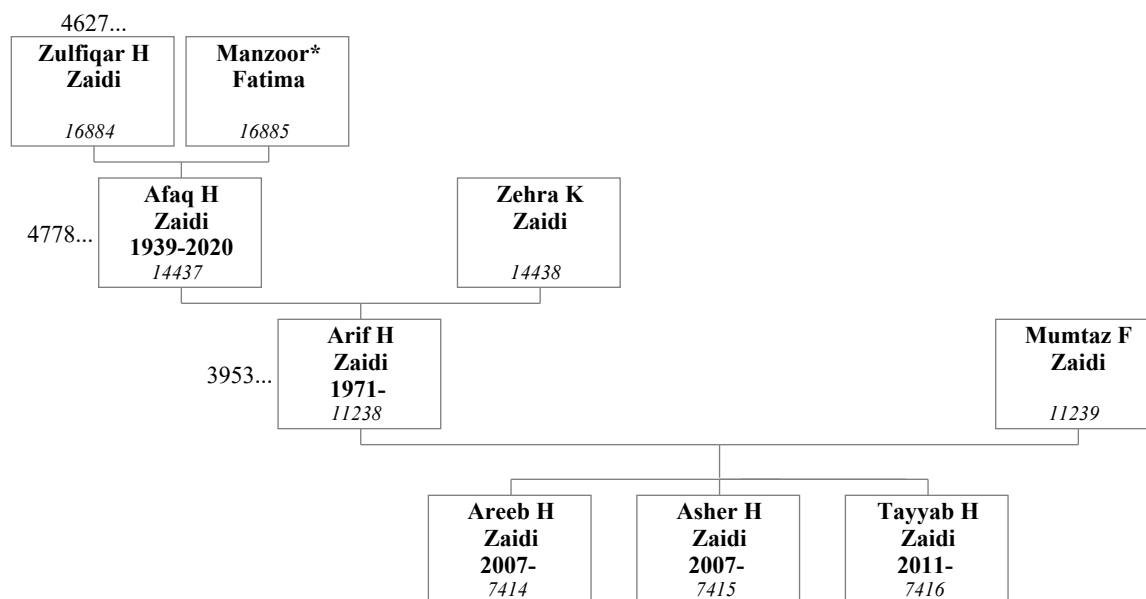 4627...
Zulfiqar H
Zaidi
16884
Manzoor*
Fatima
16885
4778...
Afaq H
Zaidi
1939-2020
14437
Zehra K
Zaidi
14438
3953...
Arif H
Zaidi
1971-
11238
Mumtaz F
Zaidi
11239
Areeb H
Zaidi
2007-
7414
Asher H
Zaidi
2007-
7415
Tayyab H
Zaidi
2011-
7416